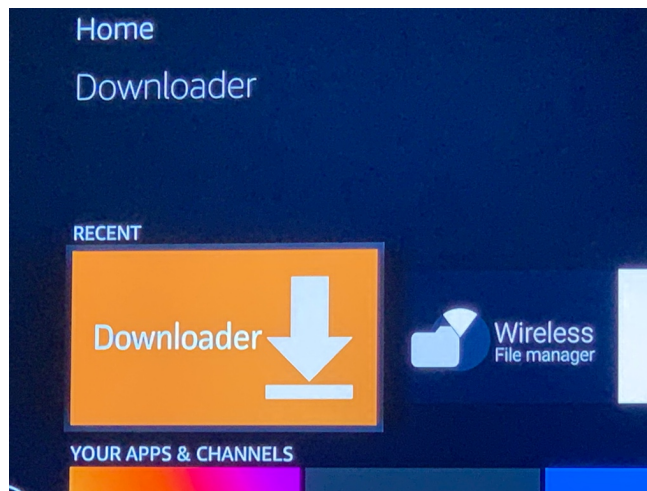 Home
Downloader
RECENT
Downloader
Wireless
File manager
YOUR APPS & CHANNELS